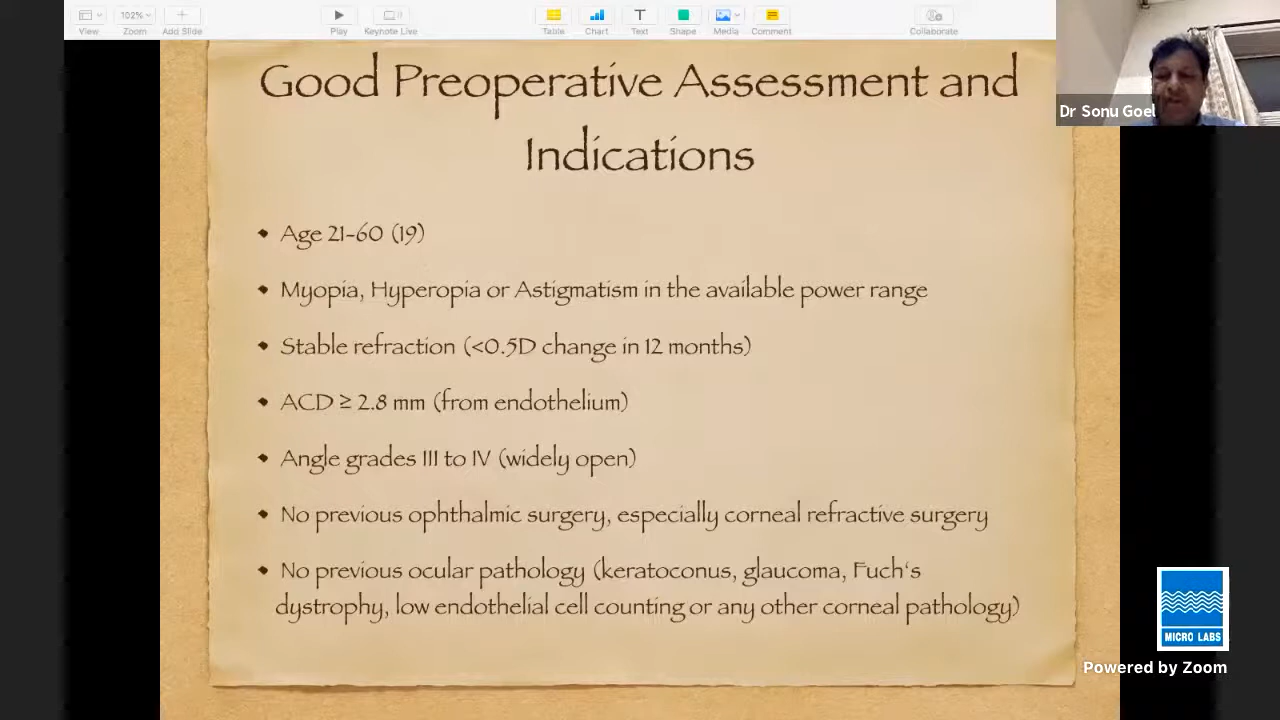 102%
View
Zoom
Add Slide
Play
Keynote Live
Table
Chart
Text
Shape
Media
Comment
Collaborate
Dr Sonu Goel
Good Preoperative Assessment and
Indications
Age 21-60 (19)
Myopia, Hyperopia or Astigmatism in the available power range
Stable refraction (<0.5D change in 12 months)
ACD ≥ 2.8 mm (from endothelium)
Angle grades III to IV (widely open)
No previous ophthalmic surgery, especially corneal refractive surgery
No previous ocular pathology (keratoconus, glaucoma, Fuch's
dystrophy, low endothelial cell counting or any other corneal pathology)
MICRO LABS
Powered by Zoom